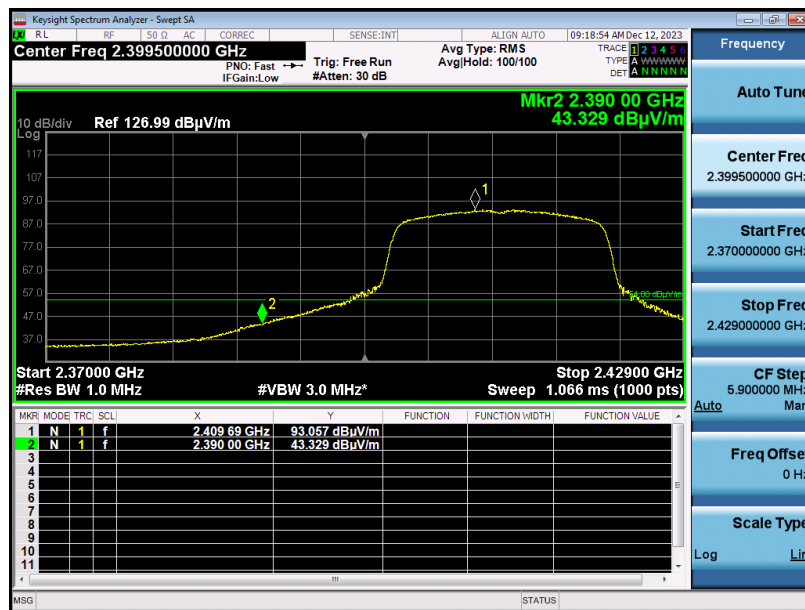 Keysight Spectrum Analyzer - Swept SA
LXI RL RF 50 Ω AC CORREC SENSE:INT ALIGN AUTO 09:18:54 AM Dec 12, 2023
Center Freq 2.399500000 GHz
PNO: Fast
IFGain:Low
Trig: Free Run
#Atten: 30 dB
Avg Type: RMS
Avg|Hold: 100/100
TRACE 1 2 3 4 5 6
TYPE A W W W W W
DET A N N N N N
Mkr2 2.390 00 GHz
43.329 dBµV/m
10 dB/div Ref 126.99 dBµV/m
Log
117
107
97.0
87.0
77.0
67.0
57.0
47.0
37.0
1
2
54.00 dBµV/m
Start 2.37000 GHz Stop 2.42900 GHz
#Res BW 1.0 MHz #VBW 3.0 MHz* Sweep 1.066 ms (1000 pts)
MKR MODE TRC SCL X Y FUNCTION FUNCTION WIDTH FUNCTION VALUE
1 N 1 f 2.409 69 GHz 93.057 dBµV/m
2 N 1 f 2.390 00 GHz 43.329 dBµV/m
3
4
5
6
7
8
9
10
11
MSG STATUS
Frequency
Auto Tune
Center Freq
2.399500000 GHz
Start Freq
2.370000000 GHz
Stop Freq
2.429000000 GHz
CF Step
5.900000 MHz
Auto Man
Freq Offset
0 Hz
Scale Type
Log Lin